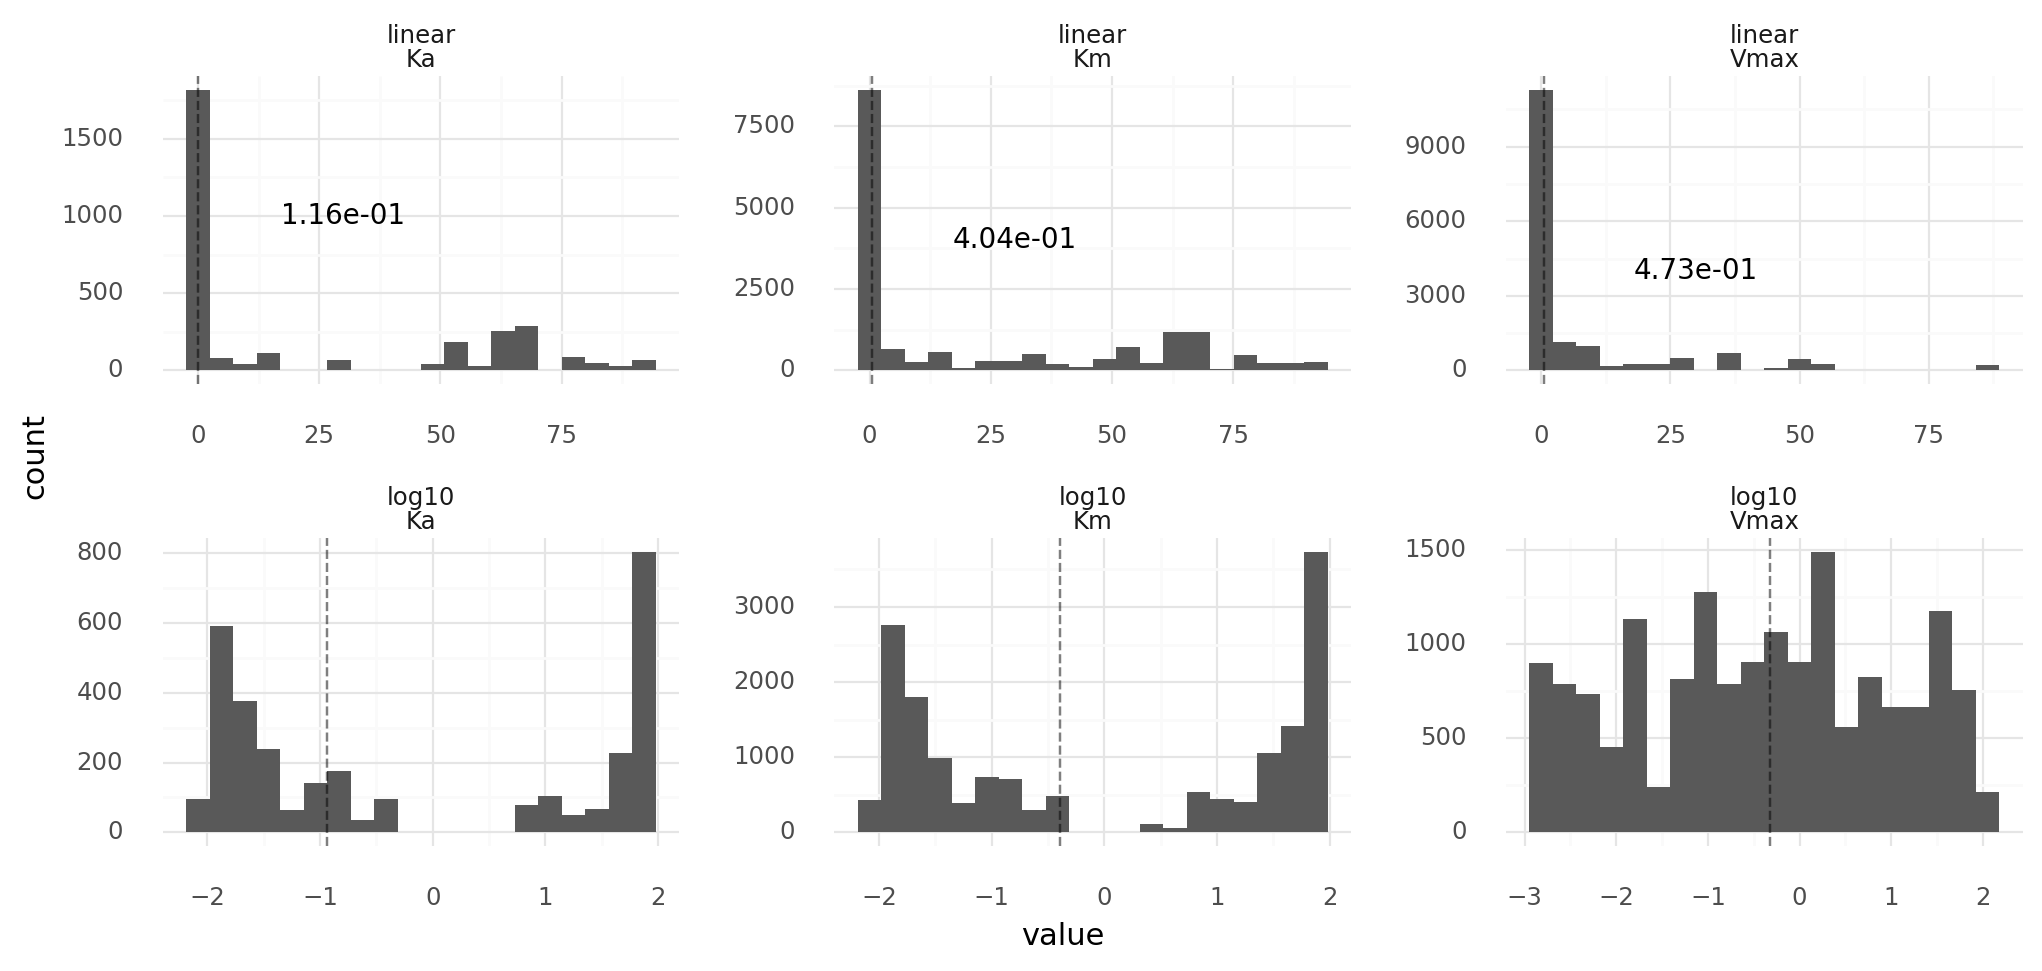 linear
Ka
linear
Km
linear
Vmax
1500
1000
500
0
1.16e-01
0 25 50 75
7500
5000
2500
0
4.04e-01
0 25 50 75
9000
6000
3000
0
4.73e-01
0 25 50 75
count
log10
Ka
log10
Km
log10
Vmax
800
600
400
200
0
−2 −1 0 1 2
3000
2000
1000
0
−2 −1 0 1 2
1500
1000
500
0
−3 −2 −1 0 1 2
value